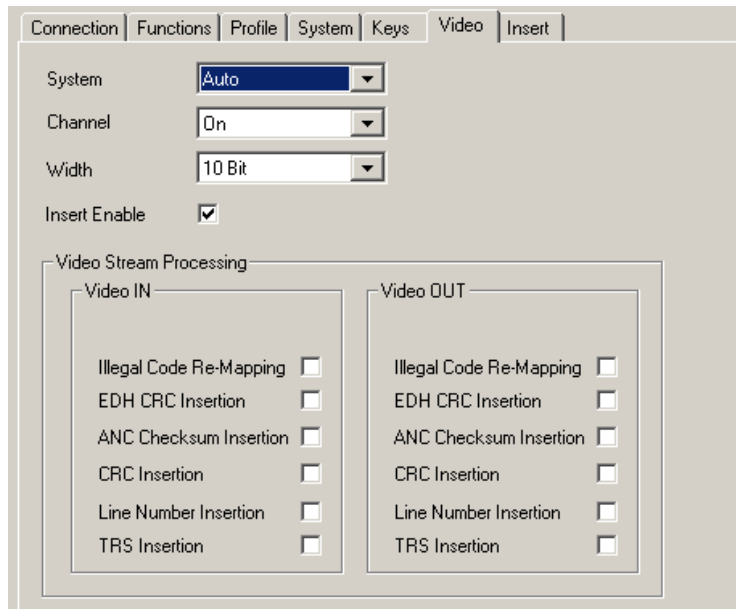 Connection Functions Profile System Keys Video Insert
System Auto
Channel On
Width 10 Bit
Insert Enable
Video Stream Processing
Video IN Video OUT
Illegal Code Re-Mapping Illegal Code Re-Mapping
EDH CRC Insertion EDH CRC Insertion
ANC Checksum Insertion ANC Checksum Insertion
CRC Insertion CRC Insertion
Line Number Insertion Line Number Insertion
TRS Insertion TRS Insertion